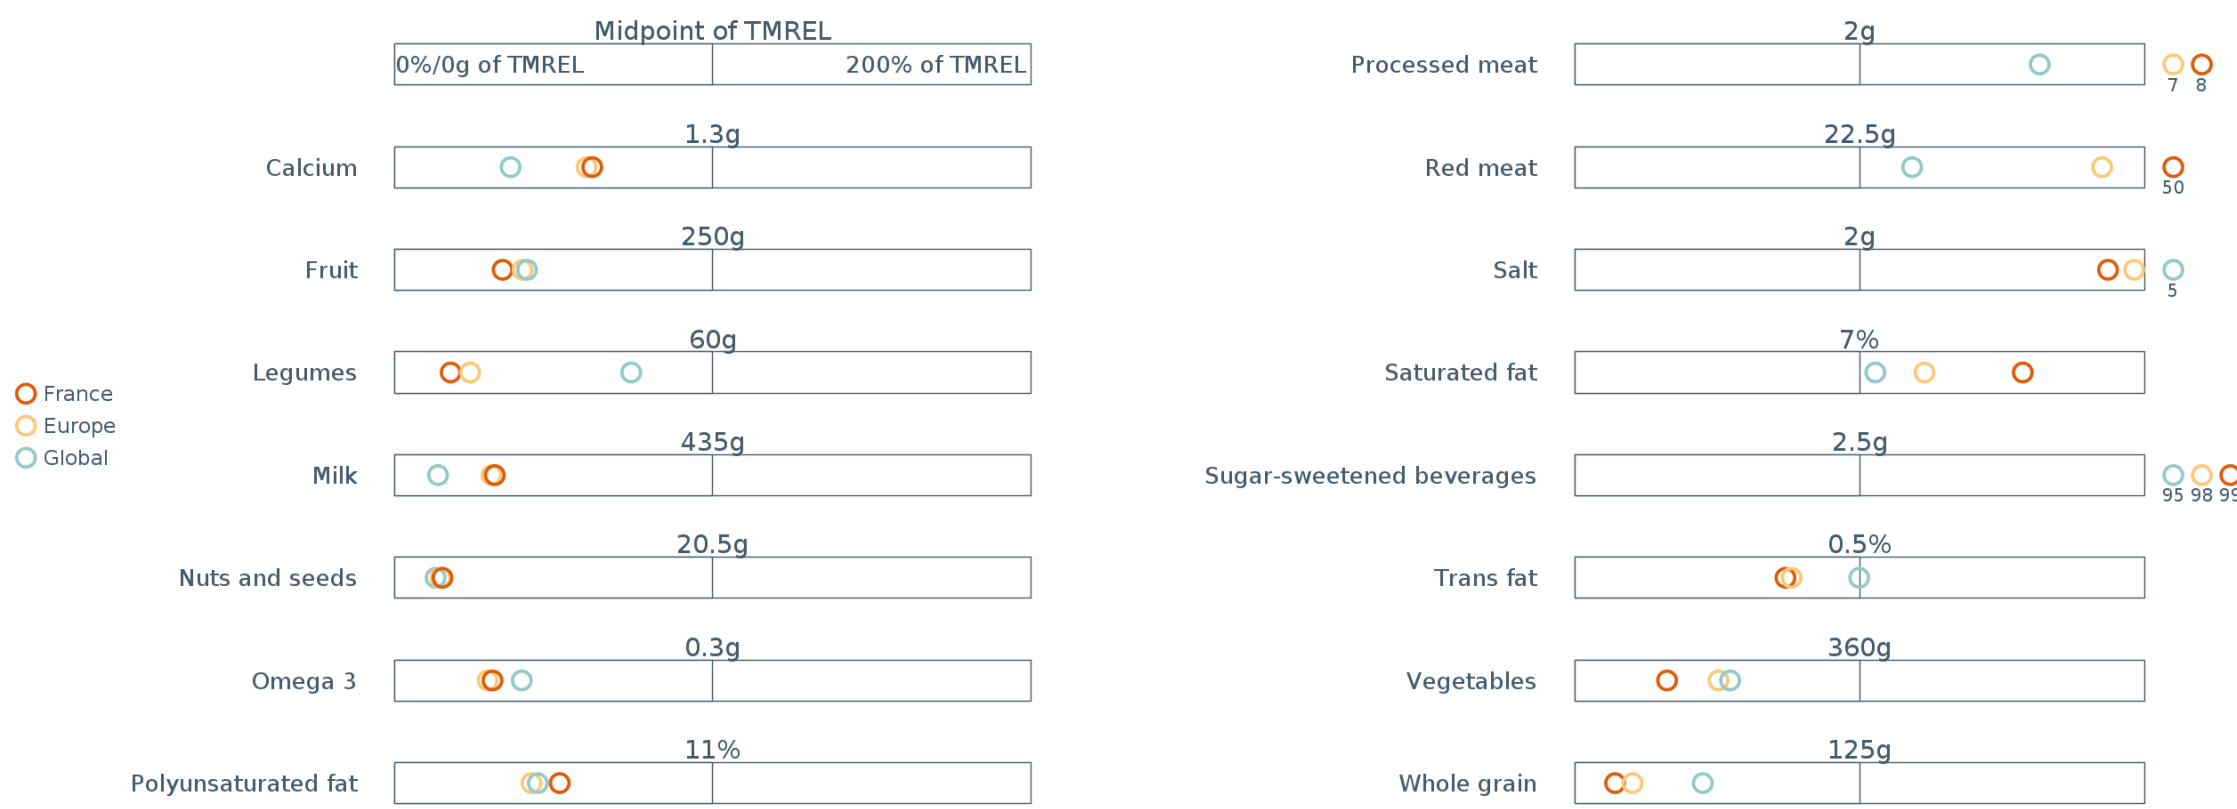 Midpoint of TMREL
0%/0g of TMREL 200% of TMREL
1.3g
Calcium
250g
Fruit
60g
Legumes
435g
Milk
20.5g
Nuts and seeds
0.3g
Omega 3
11%
Polyunsaturated fat
France
Europe
Global
2g
Processed meat
7 8
22.5g
Red meat
50
2g
Salt
5
7%
Saturated fat
2.5g
Sugar-sweetened beverages
95 98 99
0.5%
Trans fat
360g
Vegetables
125g
Whole grain